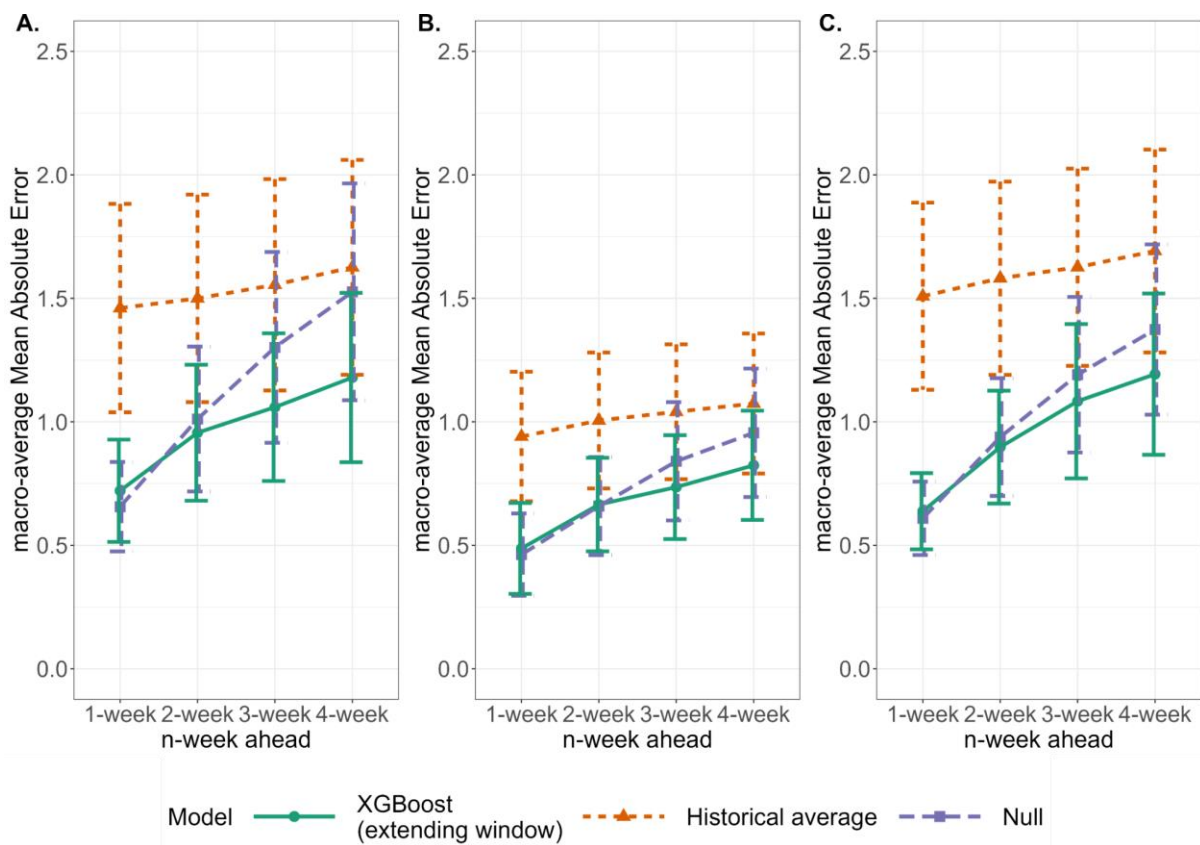 A.
macro-average Mean Absolute Error
2.5
2.0
1.5
1.0
0.5
0.0
1-week 2-week 3-week 4-week
n-week ahead
B.
macro-average Mean Absolute Error
2.5
2.0
1.5
1.0
0.5
0.0
1-week 2-week 3-week 4-week
n-week ahead
C.
macro-average Mean Absolute Error
2.5
2.0
1.5
1.0
0.5
0.0
1-week 2-week 3-week 4-week
n-week ahead
Model
XGBoost
(extending window)
Historical average
Null